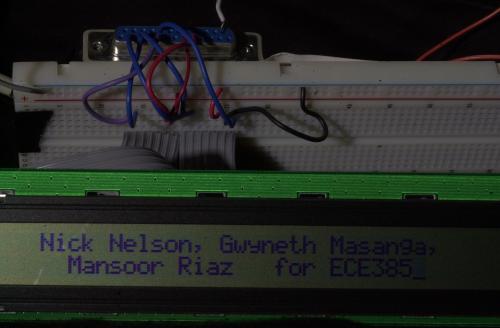 Nick Nelson, Gwyneth Masanga,
Mansoor Riaz for ECE385_